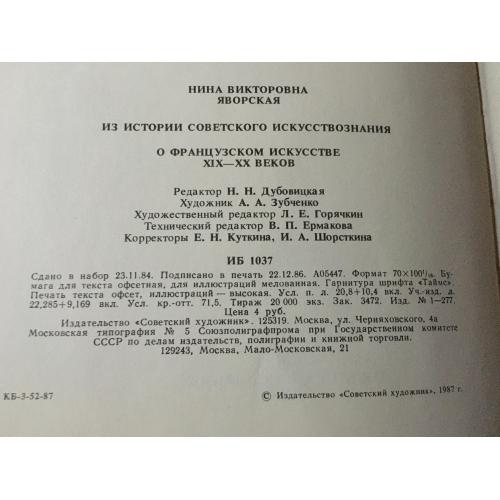 НИНА ВИКТОРОВНА
ЯВОРСКАЯ
ИЗ ИСТОРИИ СОВЕТСКОГО ИСКУССТВОЗНАНИЯ
О ФРАНЦУЗСКОМ ИСКУССТВЕ
XIX—XX ВЕКОВ
Редактор Н. Н. Дубовицкая
Художник А. А. Зубченко
Художественный редактор Л. Е. Горячкин
Технический редактор В. П. Ермакова
Корректоры Е. Н. Куткина, И. А. Шорсткина
ИБ 1037
Сдано в набор 23.11.84. Подписано в печать 22.12.86. А05447. Формат 70×100¹/₁₆. Бу-
мага для текста офсетная, для иллюстраций мелованная. Гарнитура шрифта «Таймс».
Печать текста офсет, иллюстраций — высокая. Усл. п. л. 20,8+10,4 вкл. Уч.-изд. л.
22,285+9,169 вкл. Усл. кр.-отт. 71,5. Тираж 20 000 экз. Зак. 3472. Изд. № 1—277.
Цена 4 руб.
Издательство «Советский художник». 125319. Москва, ул. Черняховского, 4а
Московская типография № 5 Союзполиграфпрома при Государственном комитете
СССР по делам издательств, полиграфии и книжной торговли.
129243, Москва, Мало-Московская, 21
КБ-3-52-87
© Издательство «Советский художник», 1987 г.